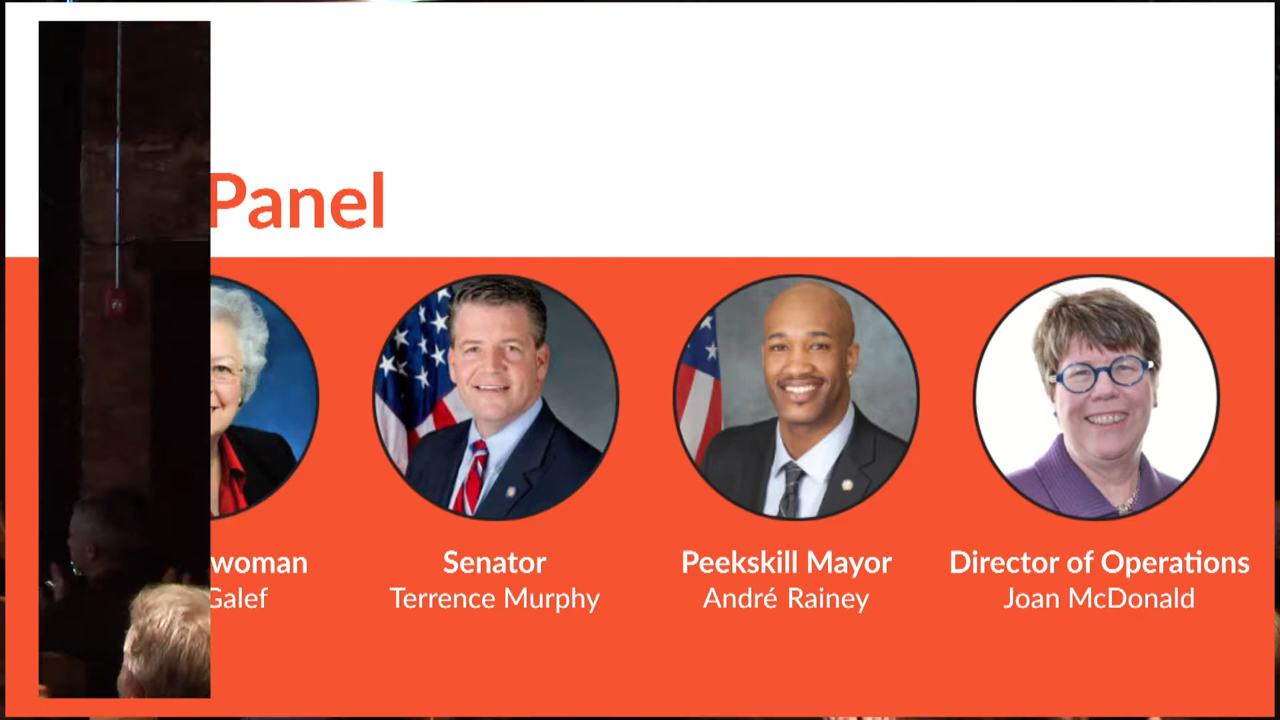 Panel
woman
Galef
Senator
Terrence Murphy
Peekskill Mayor
André Rainey
Director of Operations
Joan McDonald